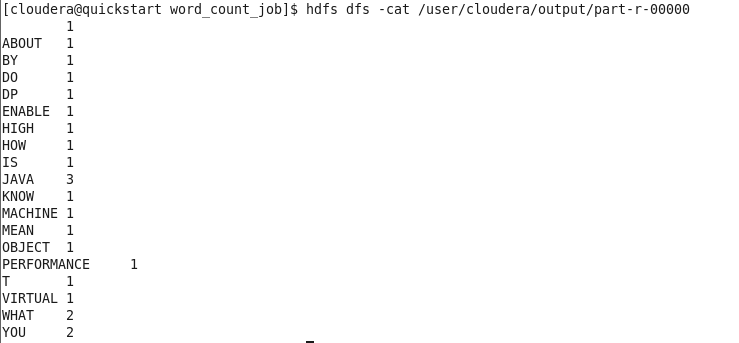 [cloudera@quickstart word_count_job]$ hdfs dfs -cat /user/cloudera/output/part-r-00000
1
ABOUT 1
BY 1
DO 1
DP 1
ENABLE 1
HIGH 1
HOW 1
IS 1
JAVA 3
KNOW 1
MACHINE 1
MEAN 1
OBJECT 1
PERFORMANCE 1
T 1
VIRTUAL 1
WHAT 2
YOU 2